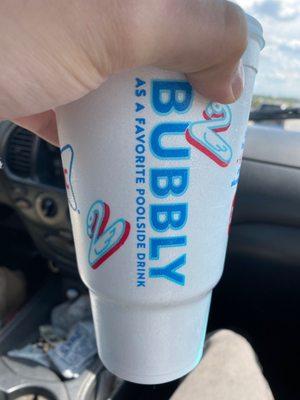 BUBBLY
AS A FAVORITE POOLSIDE DRINK